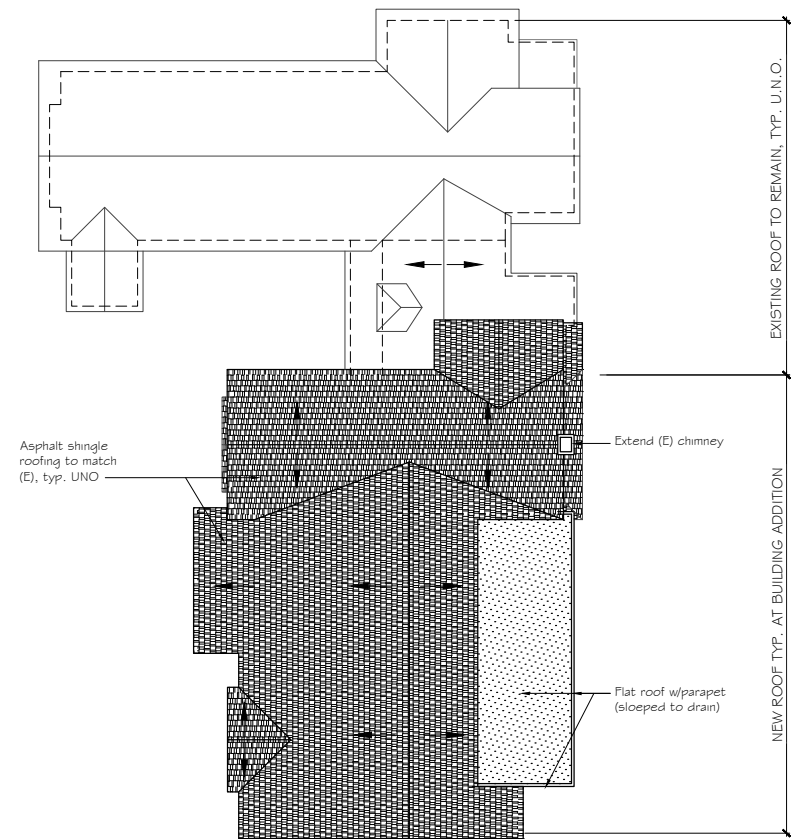 EXISTING ROOF TO REMAIN, TYP. U.N.O.
Asphalt shingle
roofing to match
(E), typ. UNO
Extend (E) chimney
NEW ROOF TYP. AT BUILDING ADDITION
Flat roof w/parapet
(sloeped to drain)